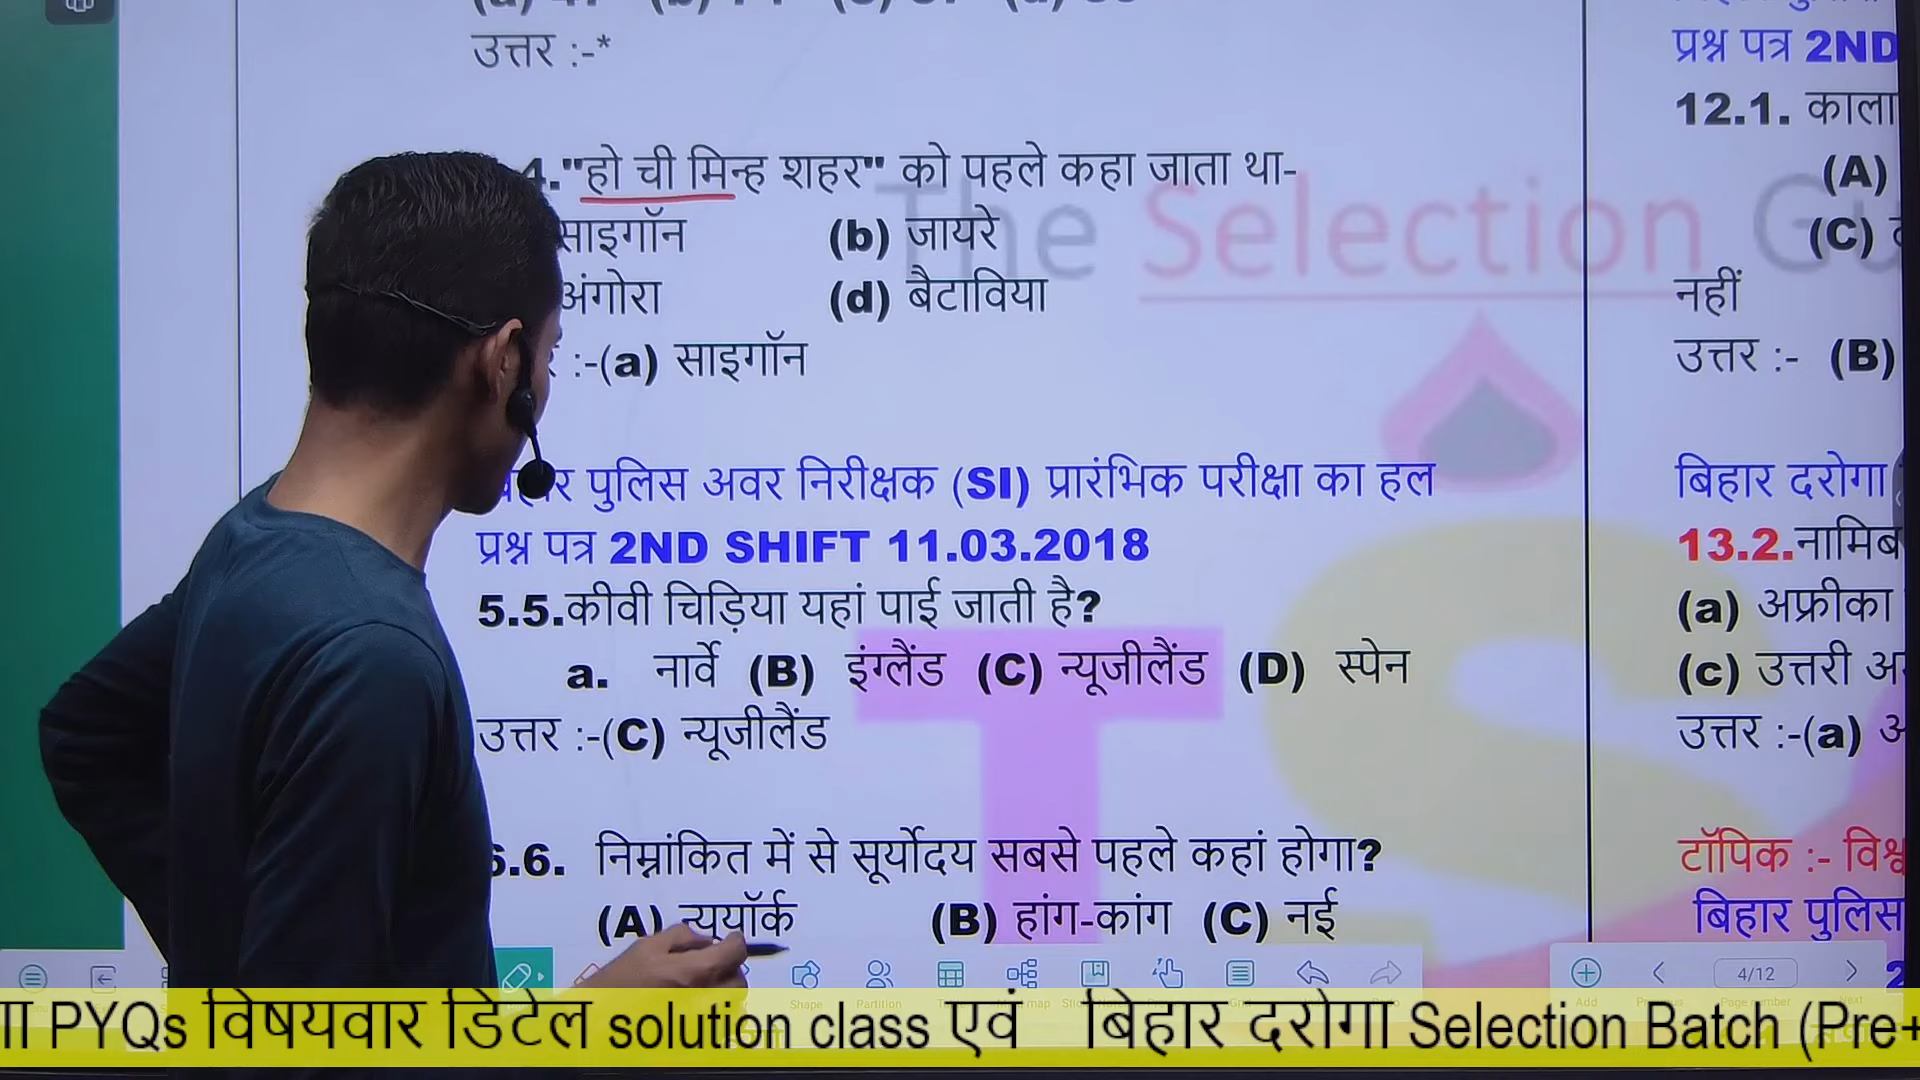 उत्तर :-*
4."हो ची मिन्ह शहर" को पहले कहा जाता था-
साइगॉन (b) जायरे
अंगोरा (d) बैटाविया
:-(a) साइगॉन
पुलिस अवर निरीक्षक (SI) प्रारंभिक परीक्षा का हल
प्रश्न पत्र 2ND SHIFT 11.03.2018
5.5.कीवी चिड़िया यहां पाई जाती है?
a. नार्वे (B) इंग्लैंड (C) न्यूजीलैंड (D) स्पेन
उत्तर :-(C) न्यूजीलैंड
6.6. निम्नांकित में से सूर्योदय सबसे पहले कहां होगा?
(A) न्यूयॉर्क (B) हांग-कांग (C) नई
The Selection
प्रश्न पत्र 2ND
12.1. काला
(A)
(C)
नहीं
उत्तर :- (B)
बिहार दरोगा
13.2.नामिब
(a) अफ्रीका
(c) उत्तरी
उत्तर :-(a)
टॉपिक :- विश्व
बिहार पुलिस
4/12
PYQs विषयवार डिटेल solution class एवं बिहार दरोगा Selection Batch (Pre+